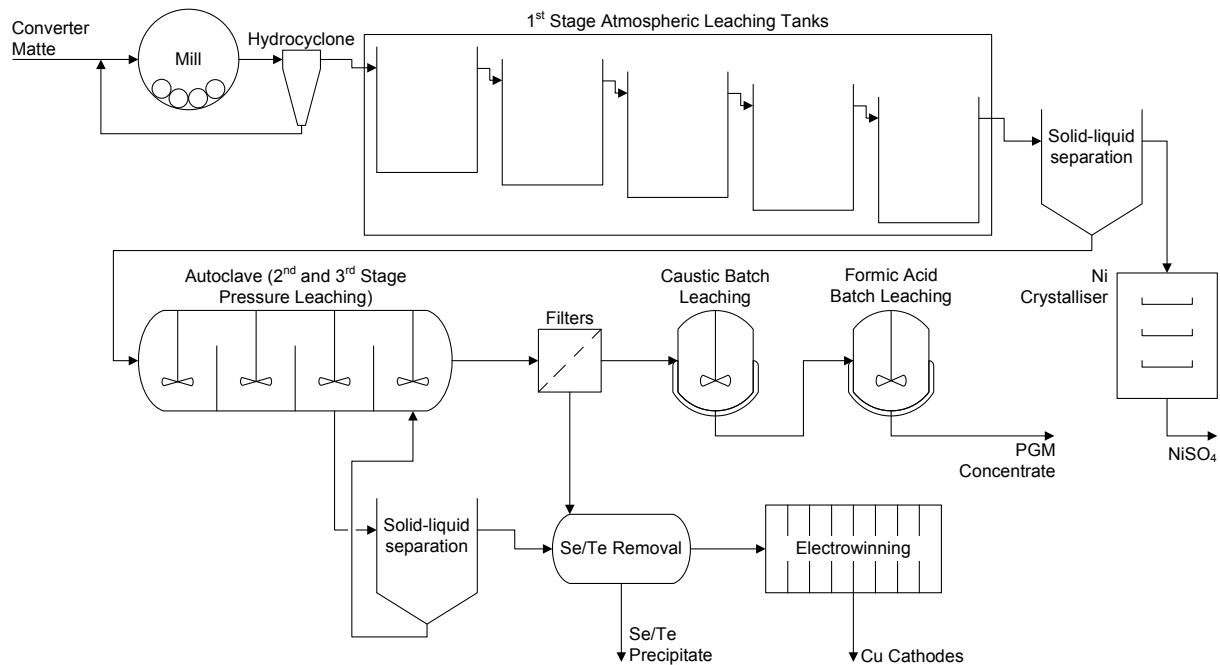 1st Stage Atmospheric Leaching Tanks
Converter
Matte
Mill
Hydrocyclone
Solid-liquid
separation
Autoclave (2nd and 3rd Stage
Pressure Leaching)
Filters
Caustic Batch
Leaching
Formic Acid
Batch Leaching
Ni
Crystalliser
PGM
Concentrate
NiSO₄
Solid-liquid
separation
Se/Te Removal
Electrowinning
Se/Te
Precipitate
Cu Cathodes